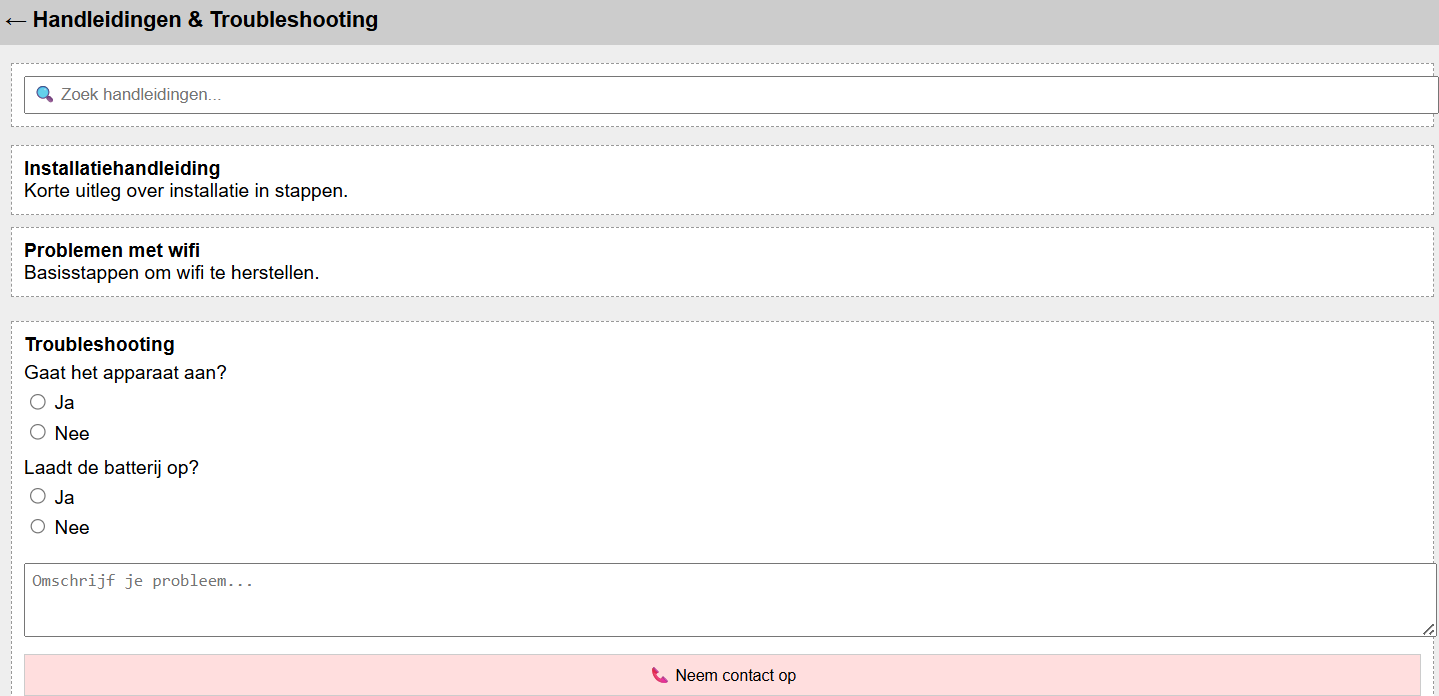 ← Handleidingen & Troubleshooting
🔍 Zoek handleidingen...
Installatiehandleiding
Korte uitleg over installatie in stappen.
Problemen met wifi
Basisstappen om wifi te herstellen.
Troubleshooting
Gaat het apparaat aan?
Ja
Nee
Laadt de batterij op?
Ja
Nee
Omschrijf je probleem...
📞 Neem contact op